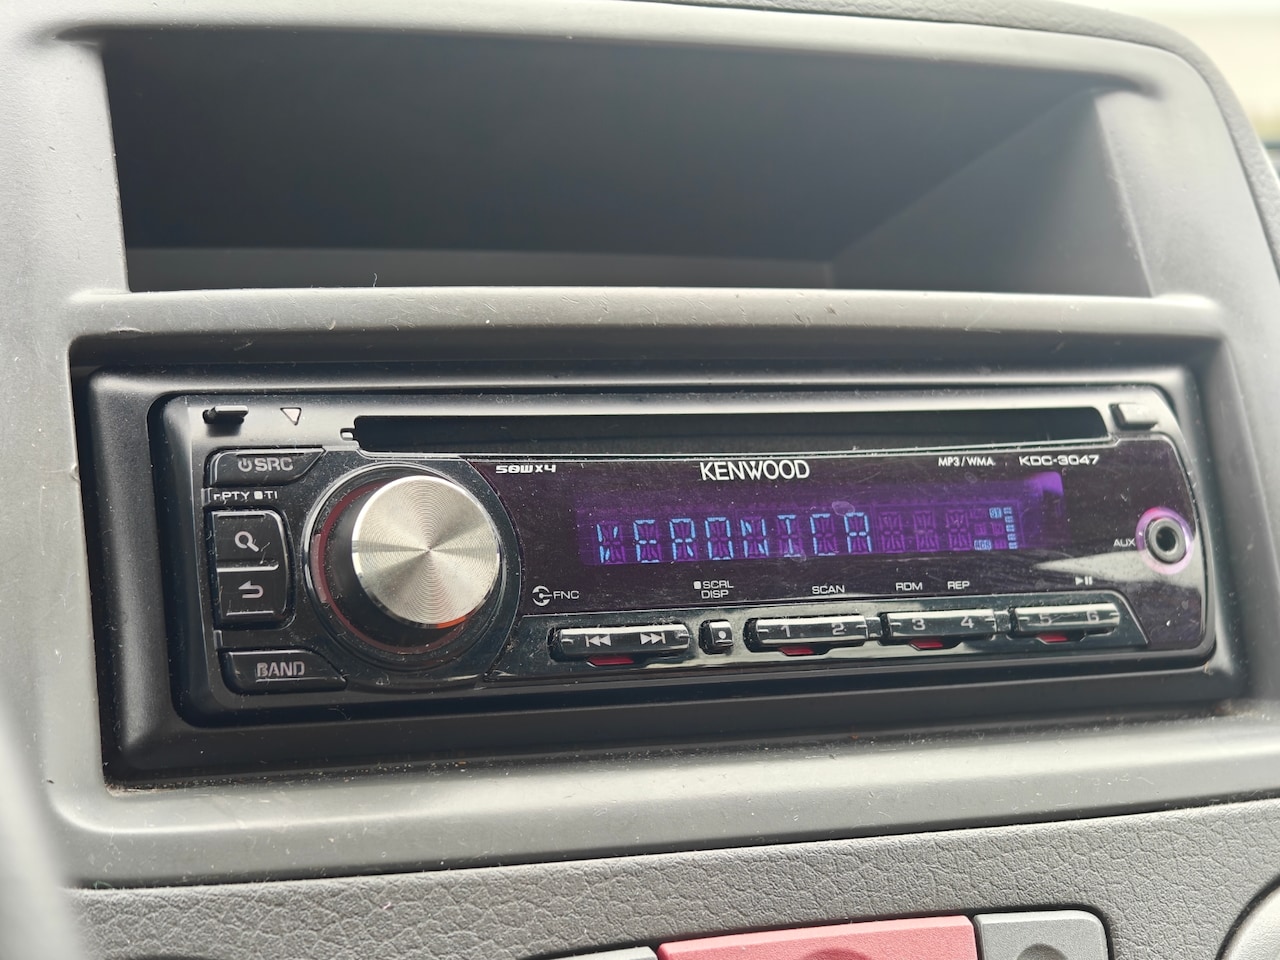 SRC
50Wx4
KENWOOD
MP3/WMA
KDC-3047
PTY
TI
VERONICA
ST
AUX
FNC
SCRL
DISP
SCAN
RDM
REP
1
2
3
4
5
6
BAND